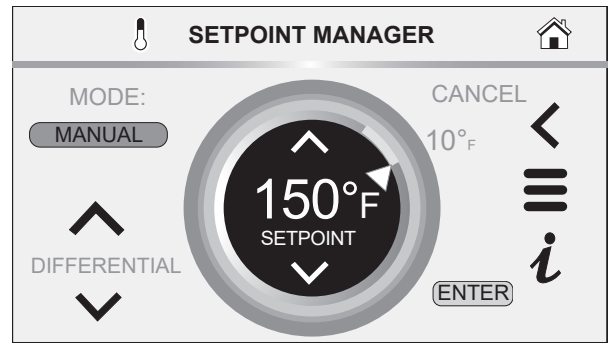 SETPOINT MANAGER
MODE:
MANUAL
CANCEL
10°F
150°F
SETPOINT
DIFFERENTIAL
ENTER
i